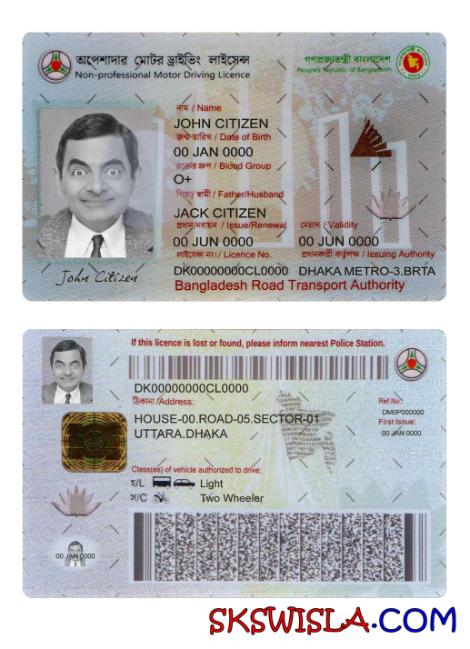 অপেশাদার মোটর ড্রাইভিং লাইসেন্স
গণপ্রজাতন্ত্রী বাংলাদেশ
Non-professional Motor Driving Licence
People's Republic of Bangladesh
নাম / Name
JOHN CITIZEN
জন্ম তারিখ / Date of Birth
00 JAN 0000
রক্তের গ্রুপ / Blood Group
O+
পিতা/ স্বামী / Father/Husband
JACK CITIZEN
প্রদান/নবায়ন / Issue/Renewal
মেয়াদ / Validity
00 JUN 0000
00 JUN 0000
লাইসেন্স নং / Licence No.
প্রদানকারী কর্তৃপক্ষ / Issuing Authority
DK00000000CL0000
DHAKA METRO-3.BRTA
John Citizen
Bangladesh Road Transport Authority
If this licence is lost or found, please inform nearest Police Station.
DK00000000CL0000
ঠিকানা /Address:
HOUSE-00.ROAD-05.SECTOR-01
UTTARA.DHAKA
Ref.No:
DM0P000000
First Issue:
00 JAN 0000
Class(es) of vehicle authorized to drive:
হ/L Light
ম/C Two Wheeler
00 JAN 0000
SKSWISLA.COM